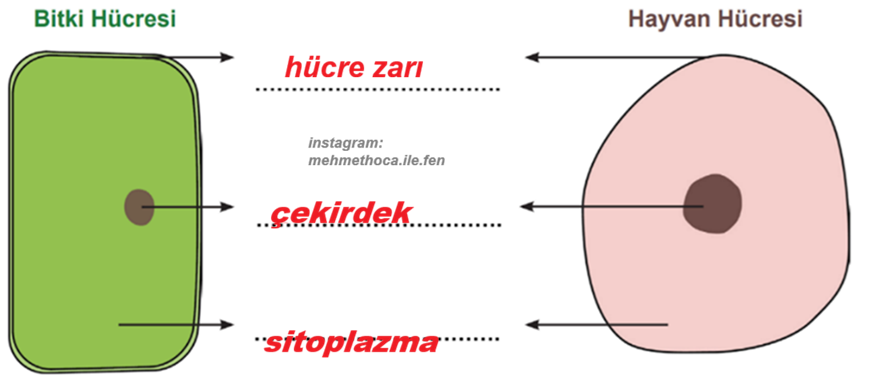 Bitki Hücresi
Hayvan Hücresi
hücre zarı
instagram:
mehmethoca.ile.fen
çekirdek
sitoplazma